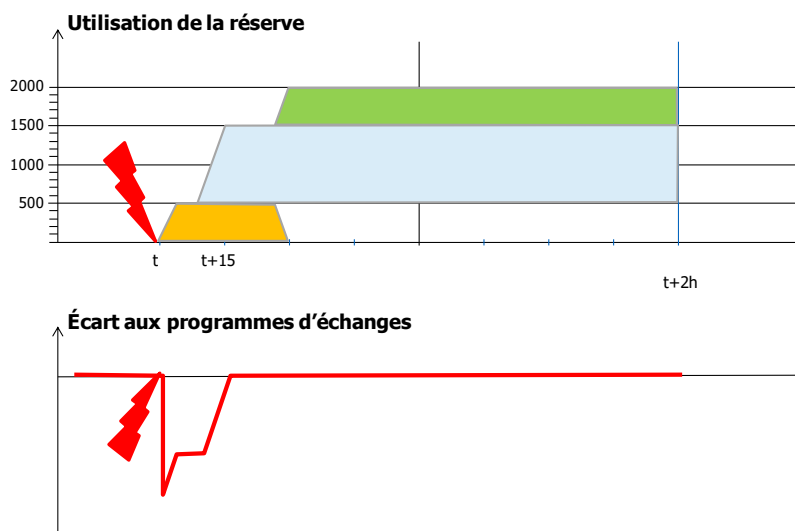 Utilisation de la réserve
2000
1500
1000
500
t
t+15
t+2h
Écart aux programmes d’échanges